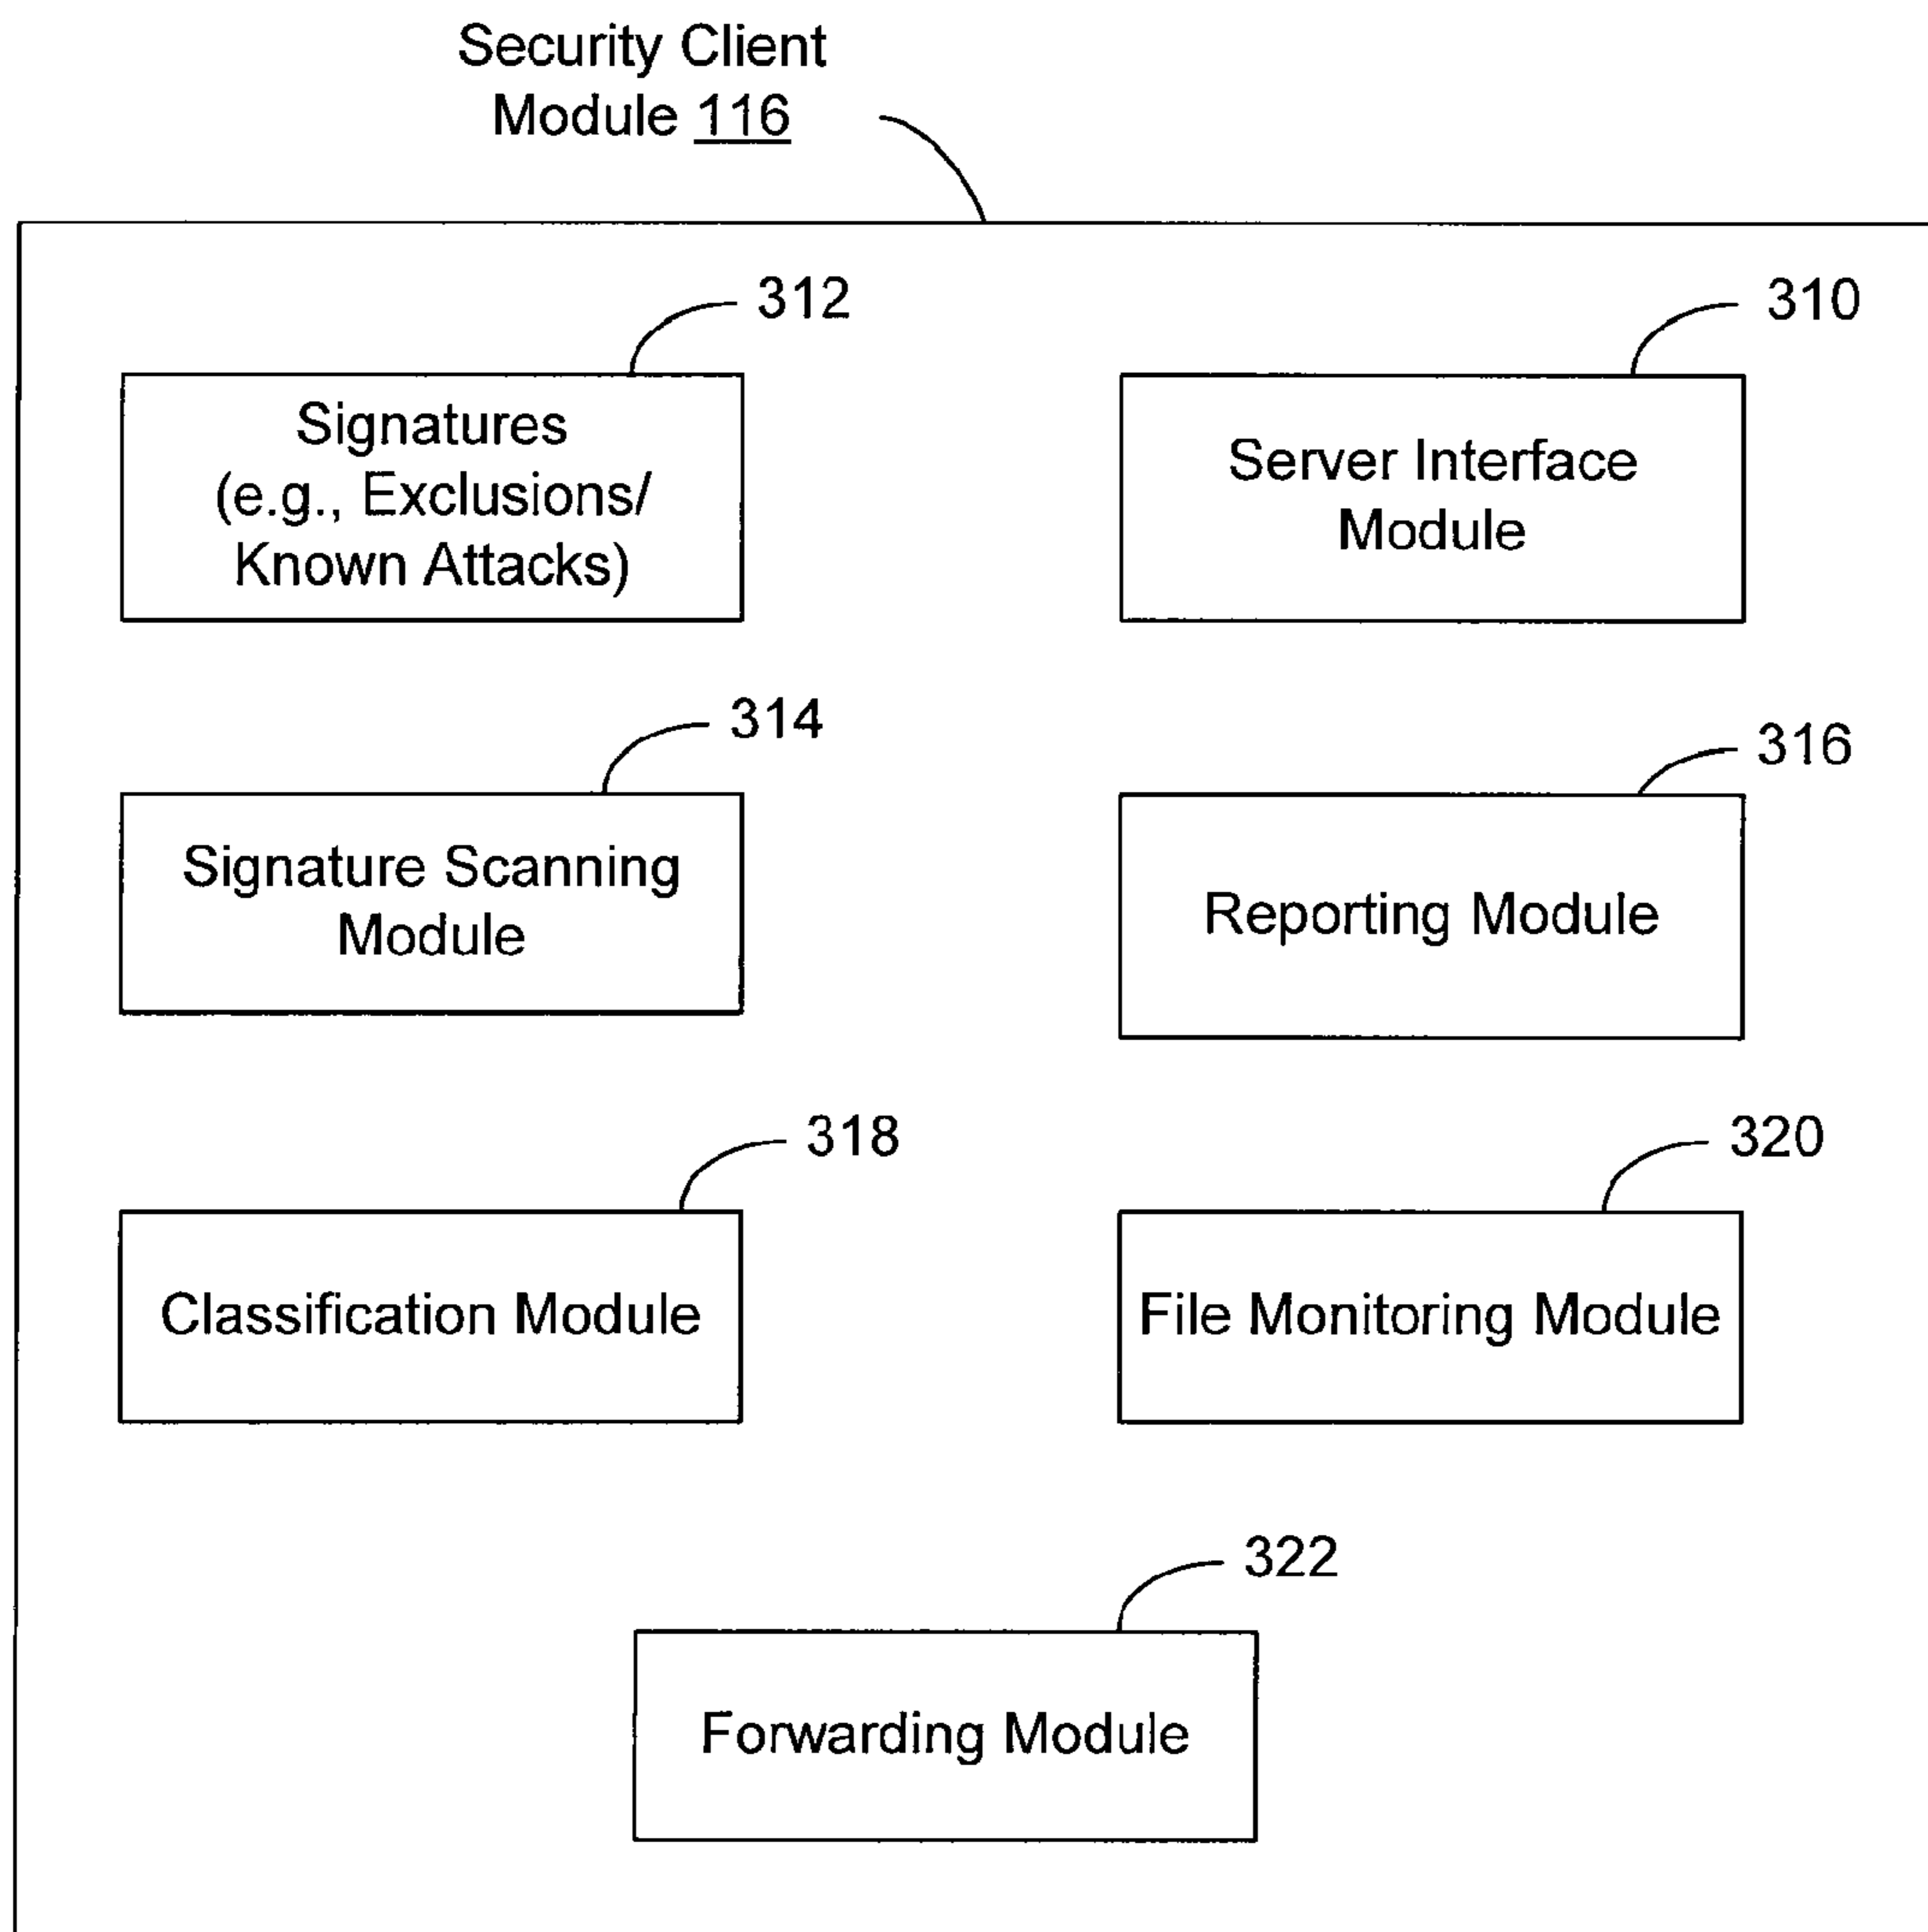 Security Client
Module 116
312
310
Signatures
(e.g., Exclusions/
Known Attacks)
Server Interface
Module
314
316
Signature Scanning
Module
Reporting Module
318
320
Classification Module
File Monitoring Module
322
Forwarding Module